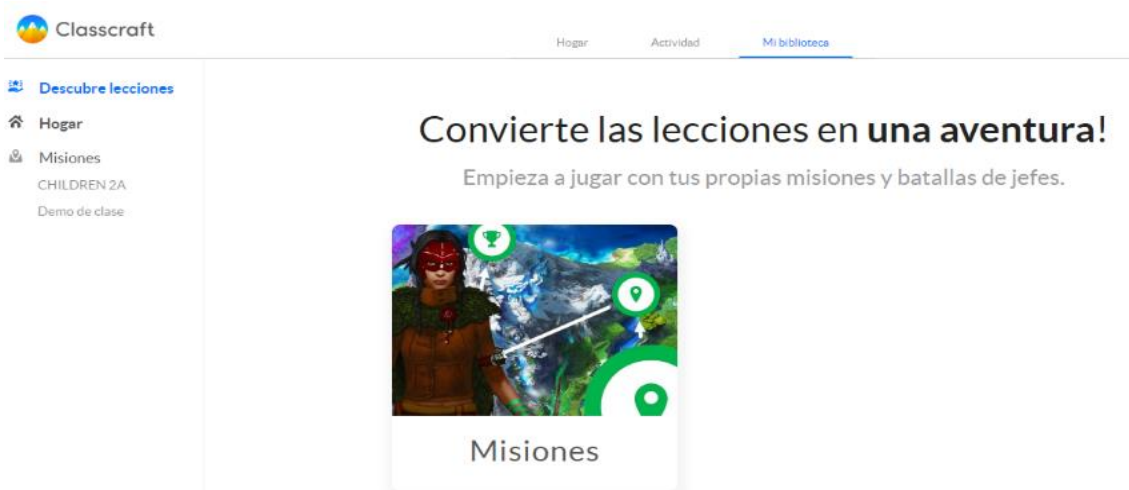 Classcraft
Hogar Actividad Mi biblioteca
Descubre lecciones
Hogar
Misiones
CHILDREN 2A
Demo de clase
Convierte las lecciones en una aventura!
Empieza a jugar con tus propias misiones y batallas de jefes.
Misiones